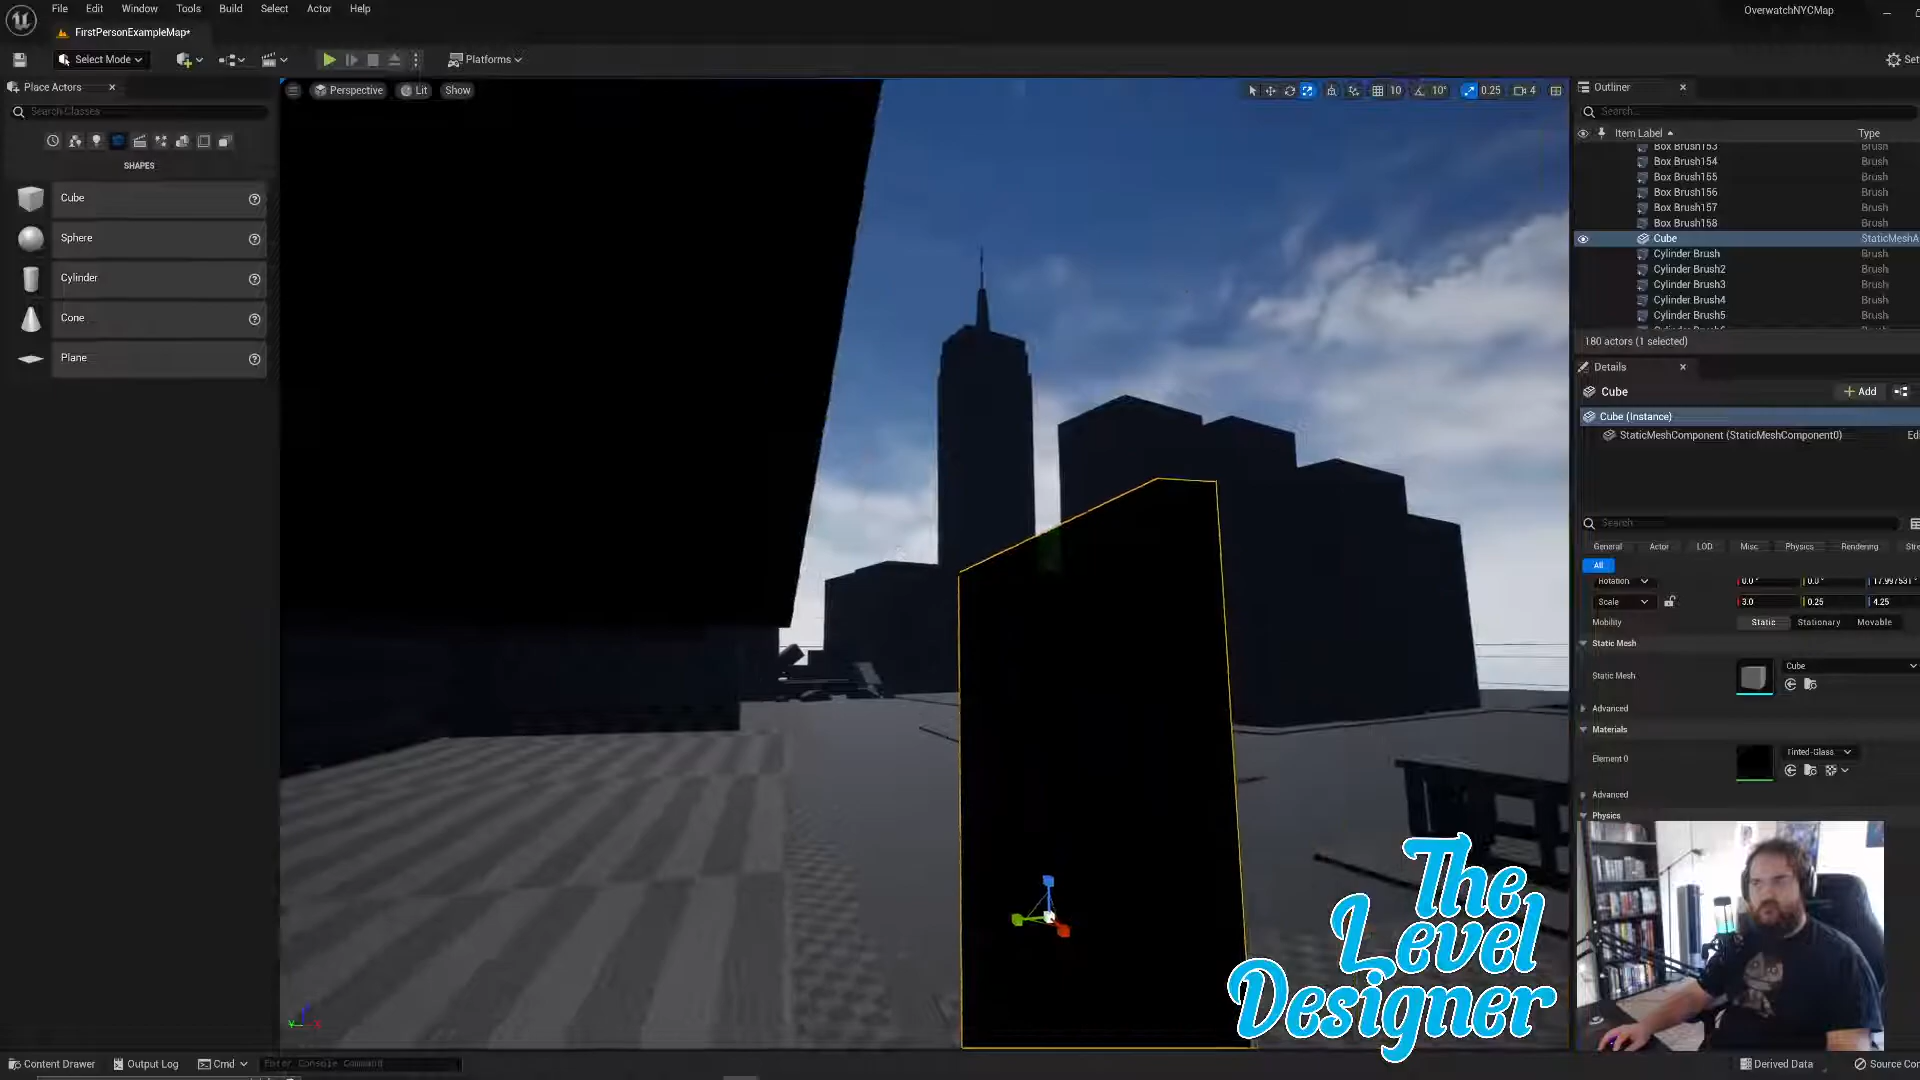 File Edit Window Tools Build Select Actor Help
OverwatchNYCMap
FirstPersonExampleMap*
Select Mode
Platforms
Place Actors
Search Classes
SHAPES
Cube
Sphere
Cylinder
Cone
Plane
Perspective Lit Show
10 10° 0.25 4
Outliner
Search...
Item Label Type
Box Brush153 Brush
Box Brush154 Brush
Box Brush155 Brush
Box Brush156 Brush
Box Brush157 Brush
Box Brush158 Brush
Cube StaticMeshA
Cylinder Brush Brush
Cylinder Brush2 Brush
Cylinder Brush3 Brush
Cylinder Brush4 Brush
Cylinder Brush5 Brush
180 actors (1 selected)
Details
Cube
Add
Cube (Instance)
StaticMeshComponent (StaticMeshComponent0)
Search
General Actor LOD Misc Physics Rendering
All
Rotation 0.0° 0.0° 17.997531°
Scale 3.0 0.25 4.25
Mobility Static Stationary Movable
Static Mesh
Static Mesh Cube
Advanced
Materials
Element 0 Tinted-Glass
Advanced
Physics
The
Level
Designer
Content Drawer Output Log Cmd Enter Console Command
Derived Data